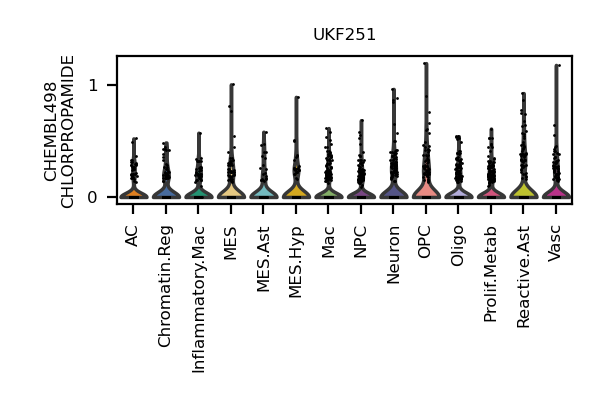 UKF251
CHEMBL498
CHLORPROPAMIDE
1
0
AC
Chromatin.Reg
Inflammatory.Mac
MES
MES.Ast
MES.Hyp
Mac
NPC
Neuron
OPC
Oligo
Prolif.Metab
Reactive.Ast
Vasc